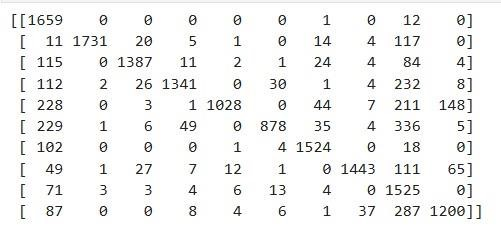 [[1659 0 0 0 0 0 1 0 12 0]
[ 11 1731 20 5 1 0 14 4 117 0]
[ 115 0 1387 11 2 1 24 4 84 4]
[ 112 2 26 1341 0 30 1 4 232 8]
[ 228 0 3 1 1028 0 44 7 211 148]
[ 229 1 6 49 0 878 35 4 336 5]
[ 102 0 0 0 1 4 1524 0 18 0]
[ 49 1 27 7 12 1 0 1443 111 65]
[ 71 3 3 4 6 13 4 0 1525 0]
[ 87 0 0 8 4 6 1 37 287 1200]]